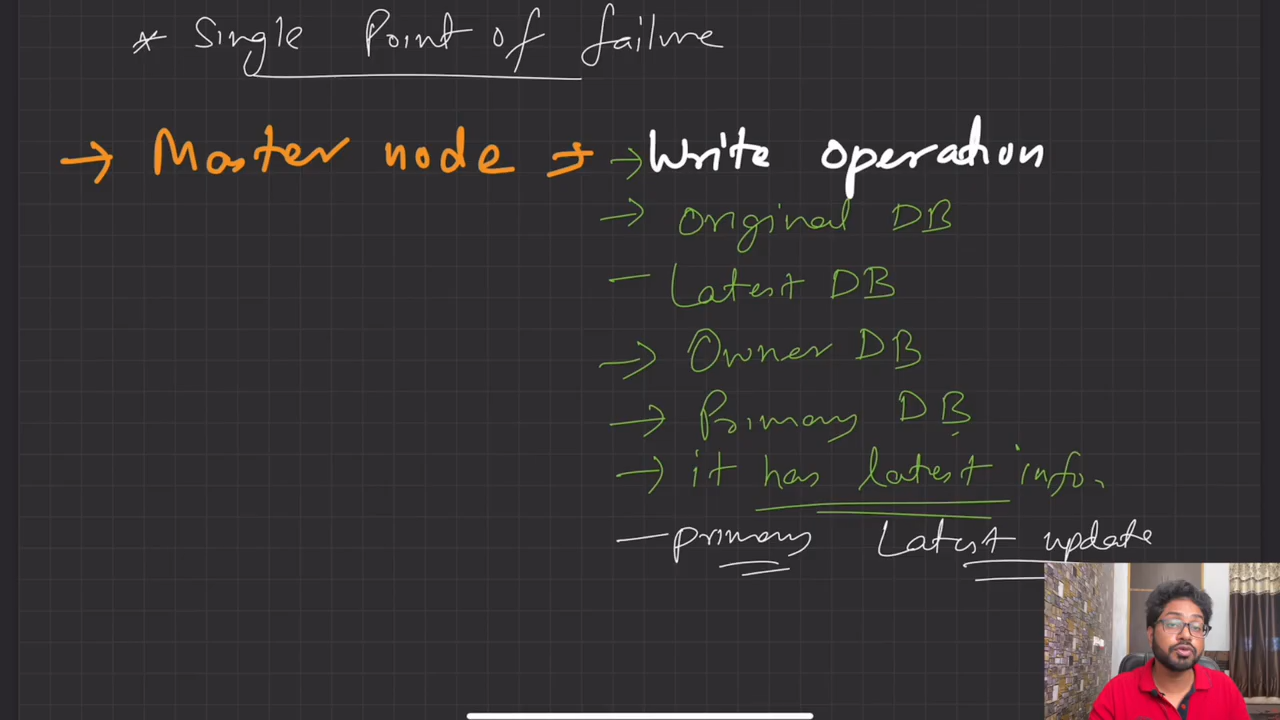 * Single Point of failure
→ Master node ⇒ → Write operation
→ Original DB
– Latest DB
→ Owner DB
→ Primary DB
→ it has latest info.
– primary Latest update